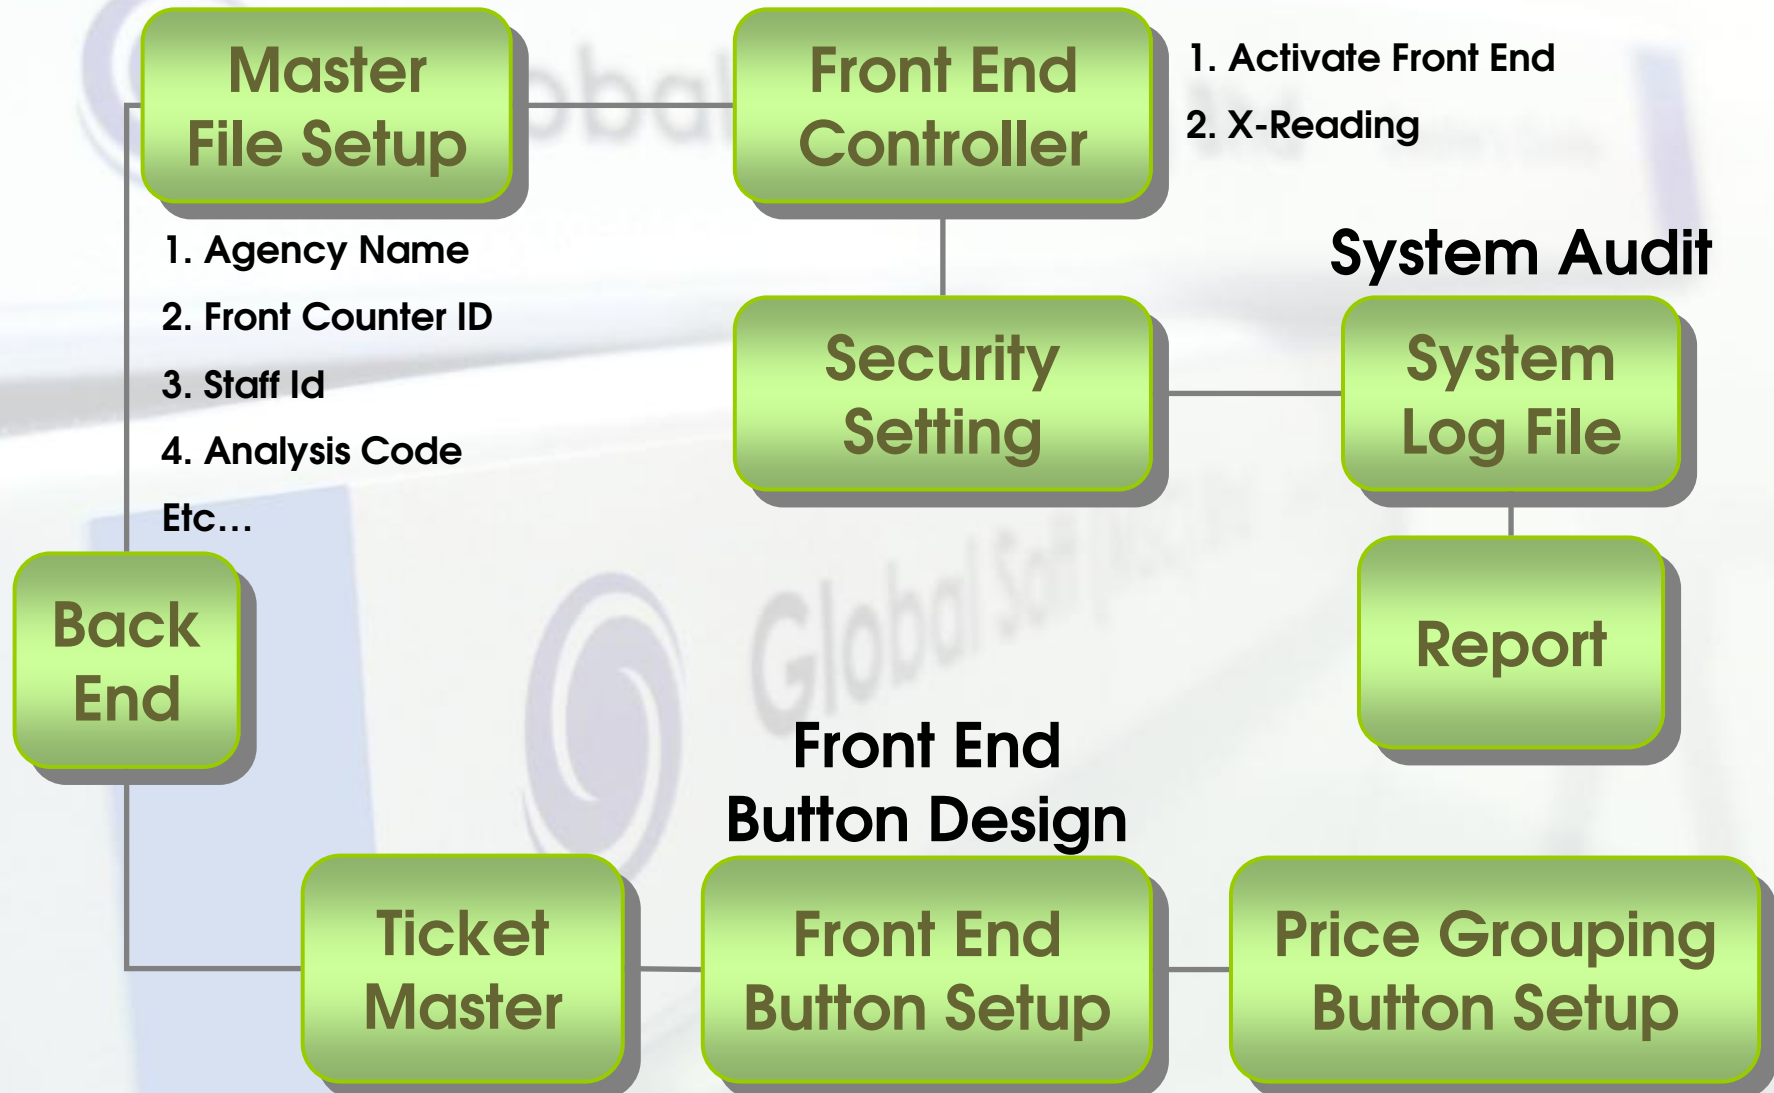 Master
File Setup
Front End
Controller
1. Activate Front End
2. X-Reading
1. Agency Name
2. Front Counter ID
3. Staff Id
4. Analysis Code
Etc...
System Audit
Security
Setting
System
Log File
Back
End
Report
Global Soft
Front End
Button Design
Ticket
Master
Front End
Button Setup
Price Grouping
Button Setup